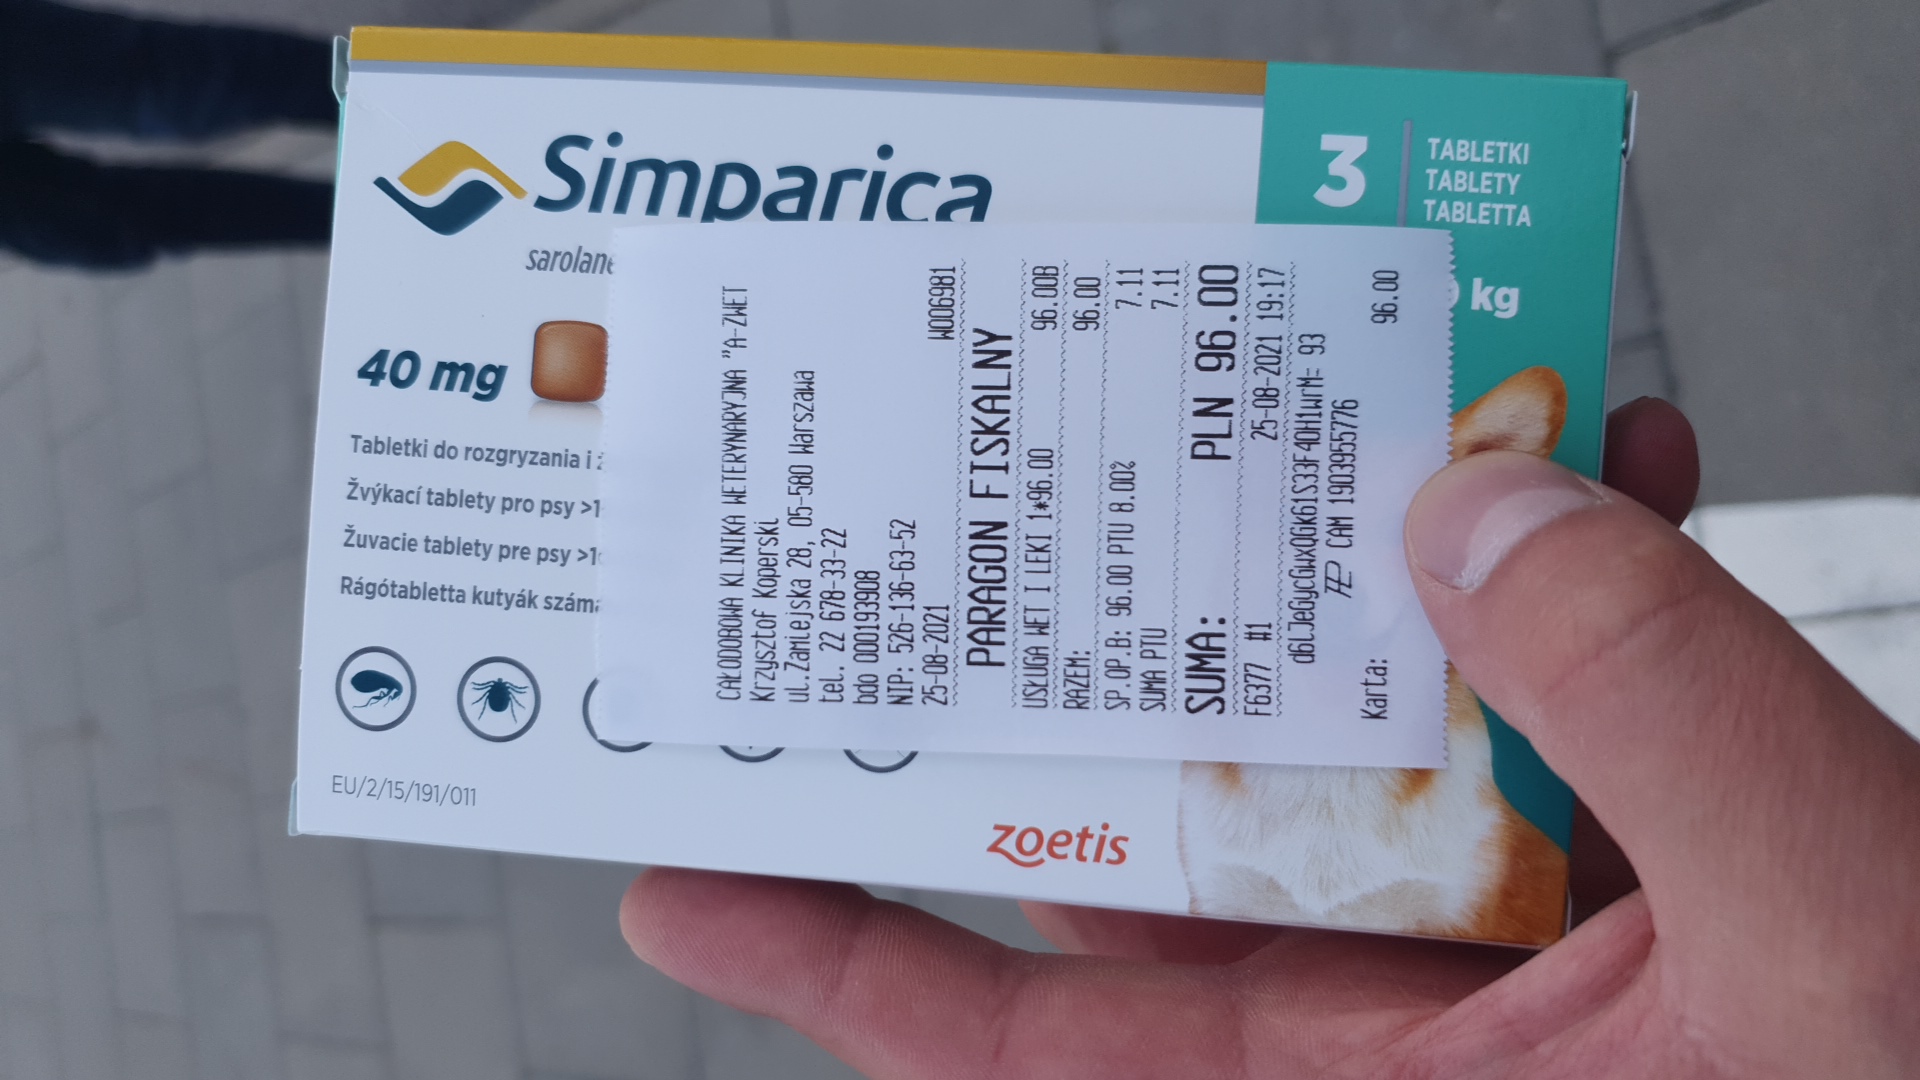 Simparica
3
TABLETKI
TABLETY
TABLETTA
kg
40 mg
Tabletki do rozgryzania i
Žvýkací tablety pro psy >1
Žuvacie tablety pre psy >1
Rágótabletta kutyák
EU/2/15/191/011
zoetis
CAŁODOBOWA KLINIKA WETERYNARYJNA "A-ZWET
Krzysztof Koperski
ul.Zamiejska 28, 05-580 Warszawa
tel. 22 678-33-22
bdo 000193908
NIP: 526-136-63-52
25-08-2021 W006981
PARAGON FISKALNY
USŁUGA WET I LEKI 1*96.00 96.00B
RAZEM: 96.00
SP.OP.B: 96.00 PTU 8.00% 7.11
SUMA PTU 7.11
SUMA: PLN 96.00
F6377 #1 25-08-2021 19:17
CAM 1903955776
Karta: 96.00